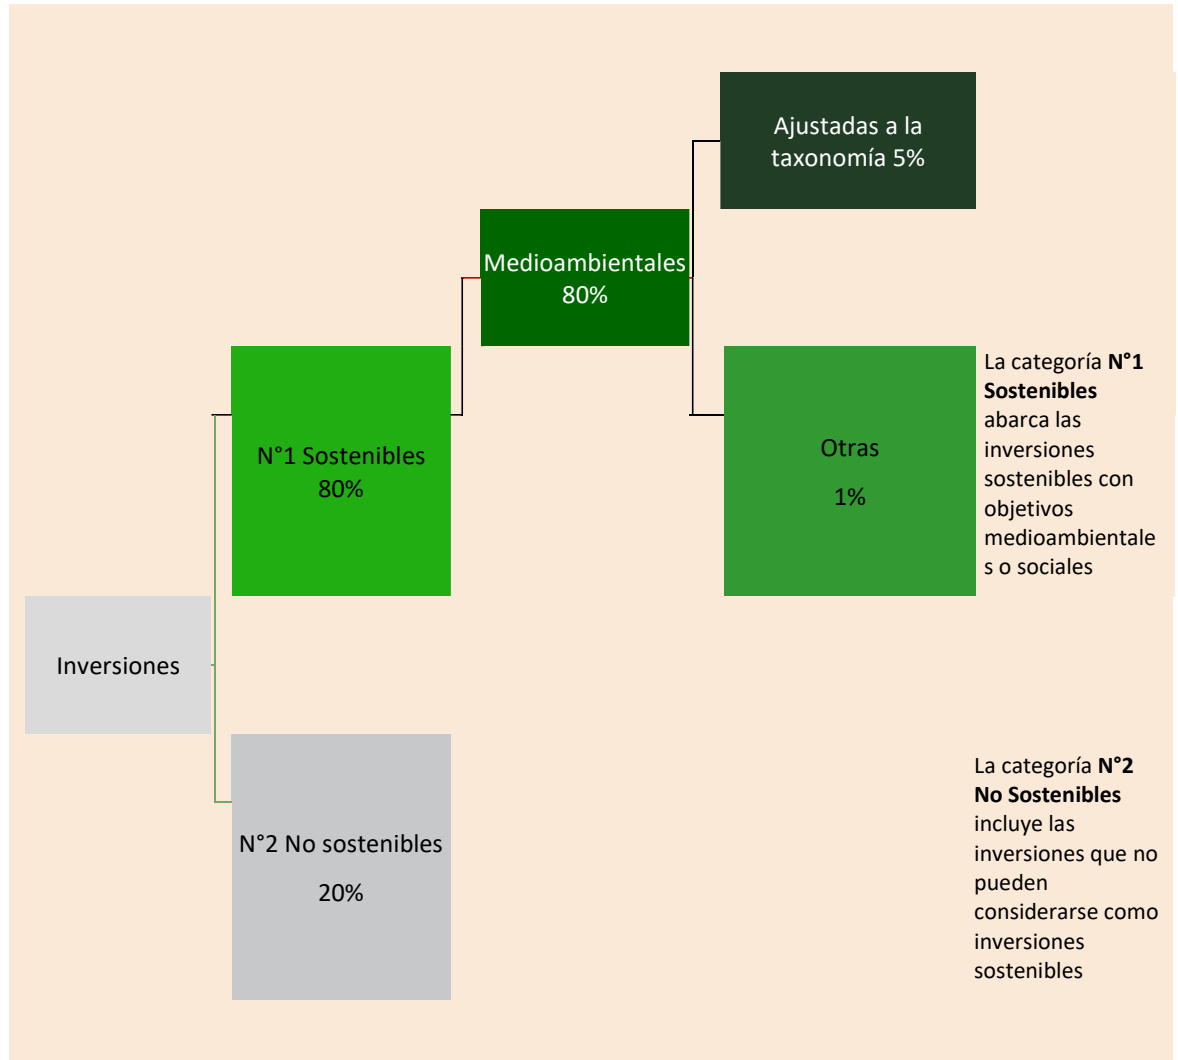 Ajustadas a la
taxonomía 5%
Medioambientales
80%
N°1 Sostenibles
80%
Otras
1%
La categoría N°1
Sostenibles
abarca las
inversiones
sostenibles con
objetivos
medioambientale
s o sociales
Inversiones
N°2 No sostenibles
20%
La categoría N°2
No Sostenibles
incluye las
inversiones que no
pueden
considerarse como
inversiones
sostenibles